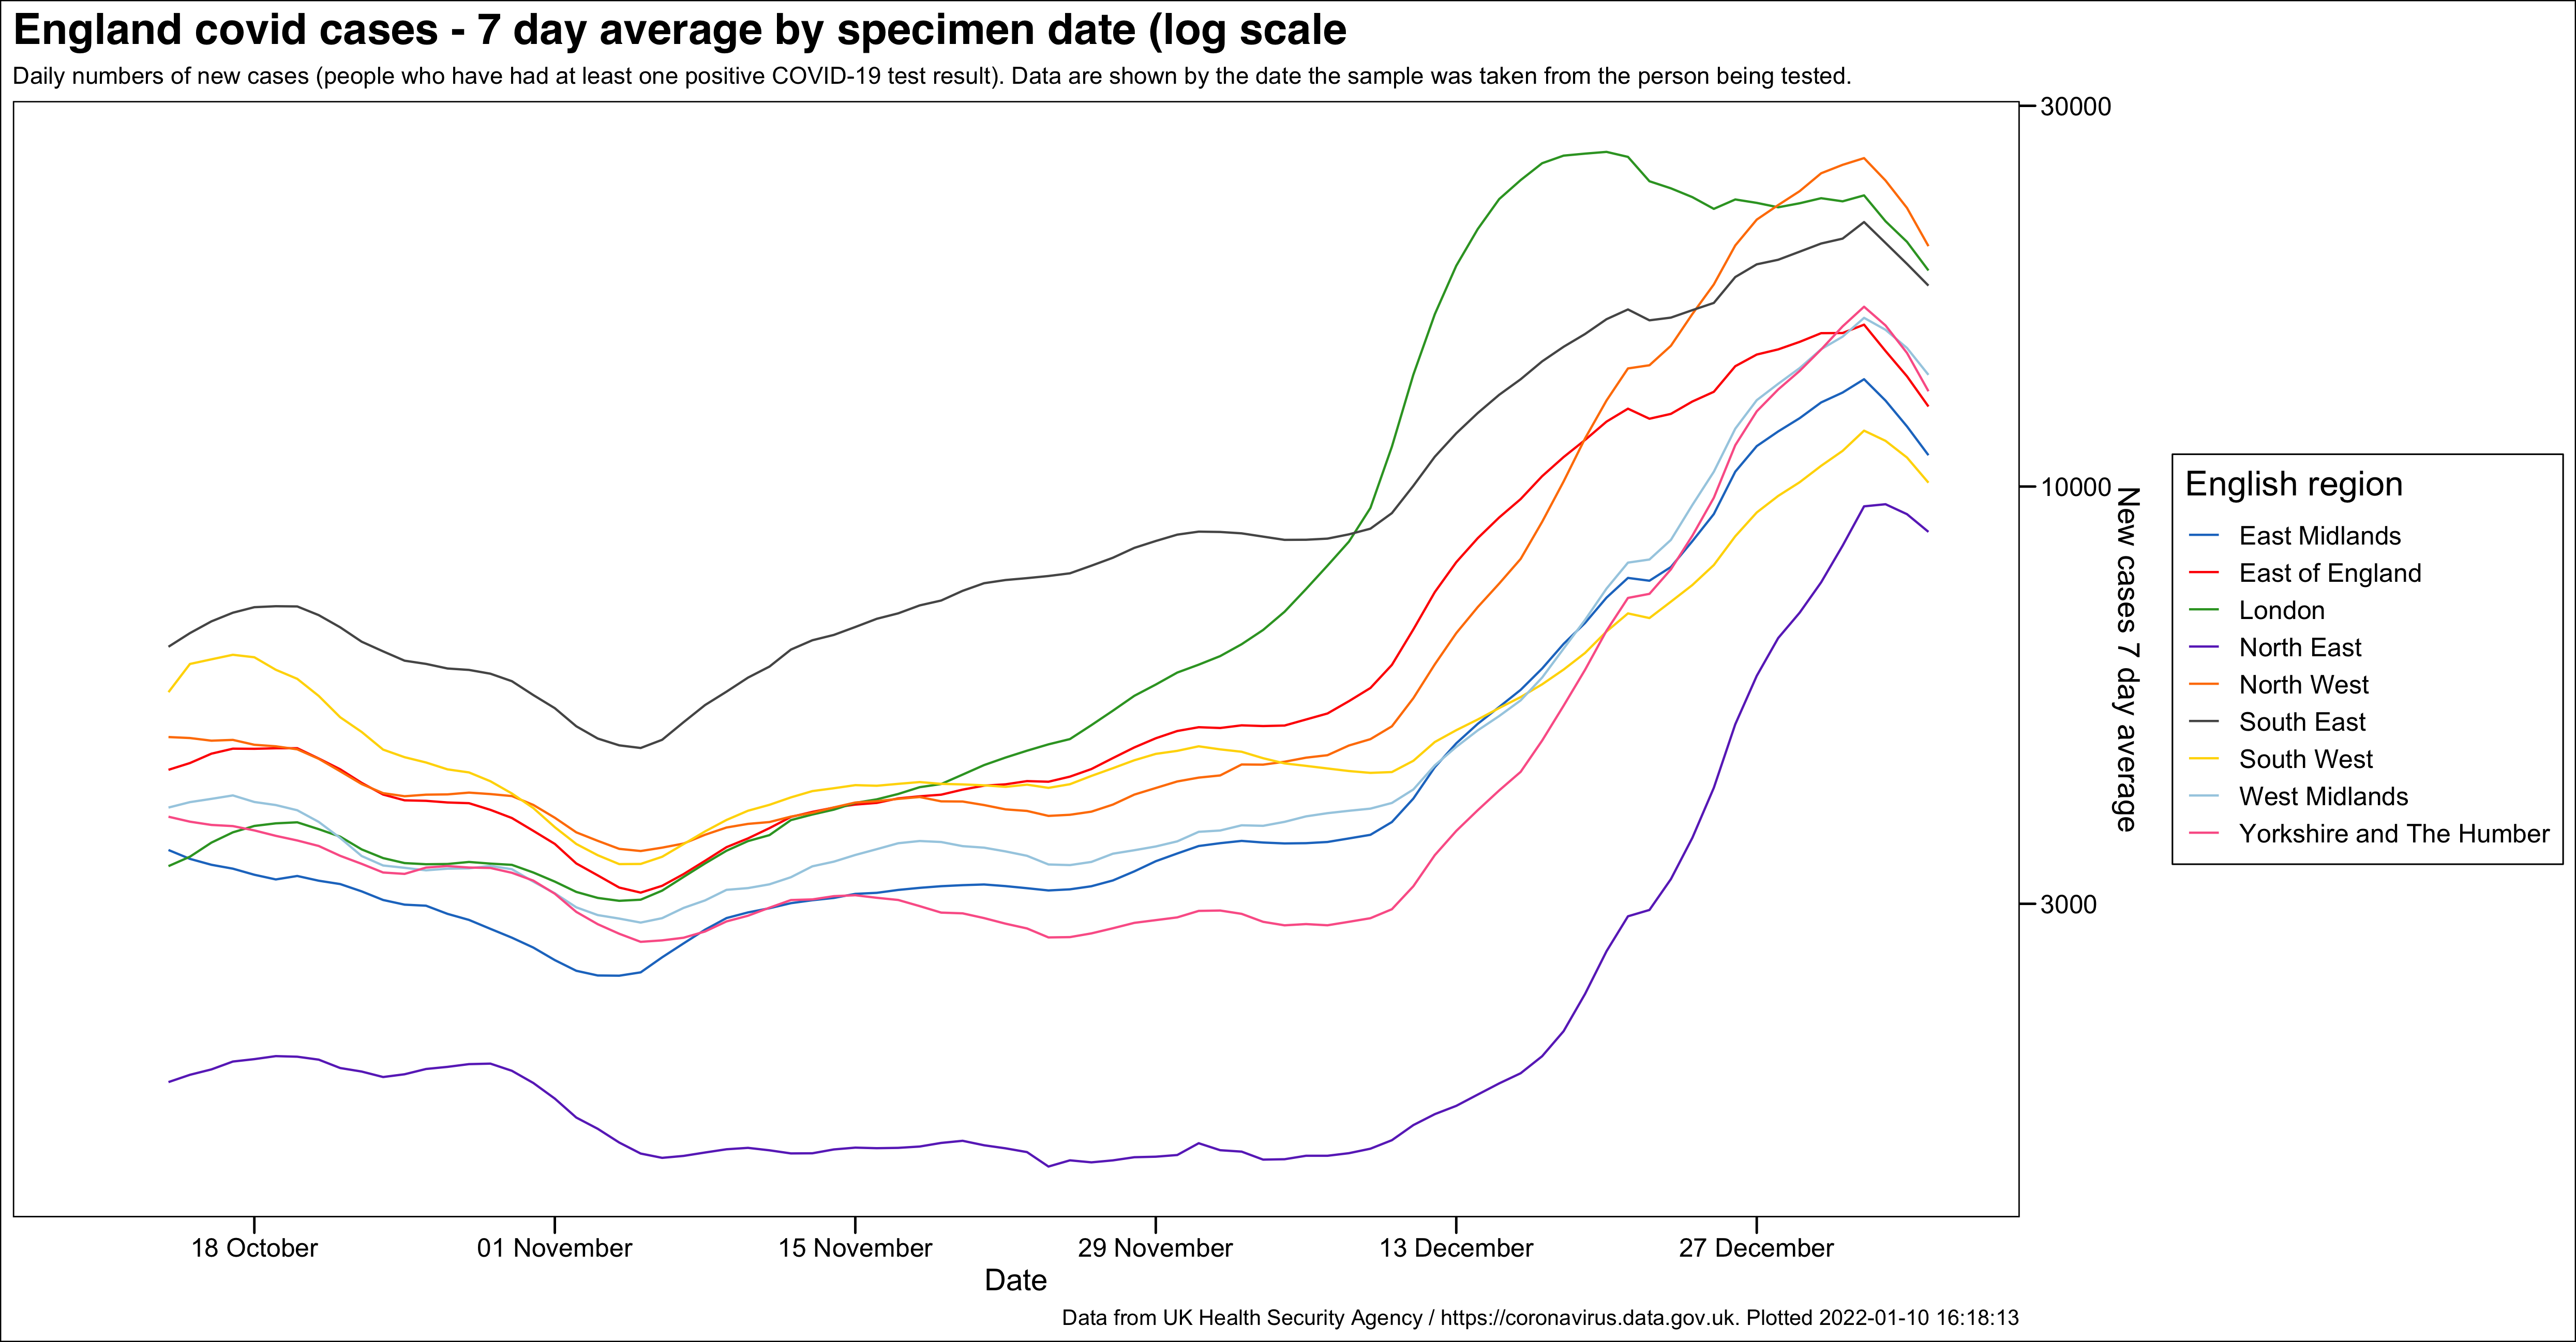 England covid cases - 7 day average by specimen date (log scale
Daily numbers of new cases (people who have had at least one positive COVID-19 test result). Data are shown by the date the sample was taken from the person being tested.
30000
10000
3000
New cases 7 day average
English region
East Midlands
East of England
London
North East
North West
South East
South West
West Midlands
Yorkshire and The Humber
18 October
01 November
15 November
29 November
13 December
27 December
Date
Data from UK Health Security Agency / https://coronavirus.data.gov.uk. Plotted 2022-01-10 16:18:13